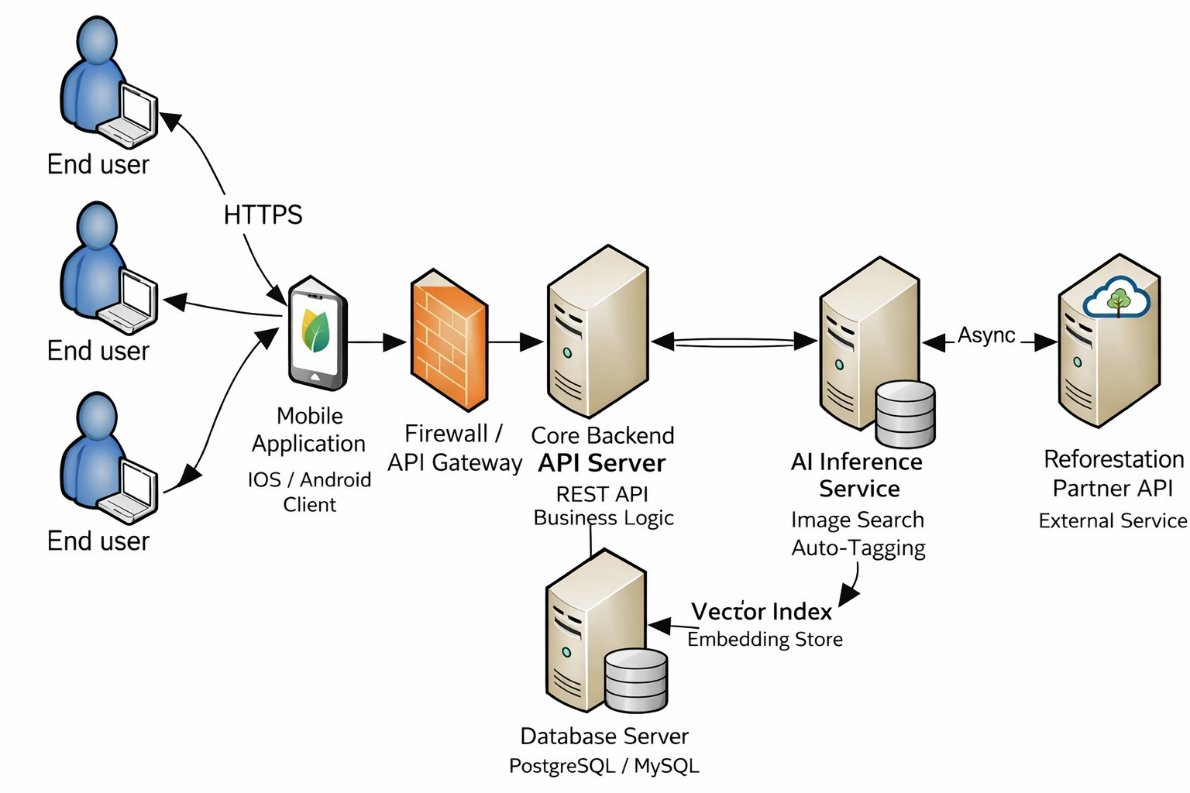 End user
HTTPS
End user
End user
Mobile
Application
IOS / Android
Client
Firewall /
API Gateway
Core Backend
API Server
REST API
Business Logic
AI Inference
Service
Image Search
Auto-Tagging
Async
Reforestation
Partner API
External Service
Vector Index
Embedding Store
Database Server
PostgreSQL / MySQL